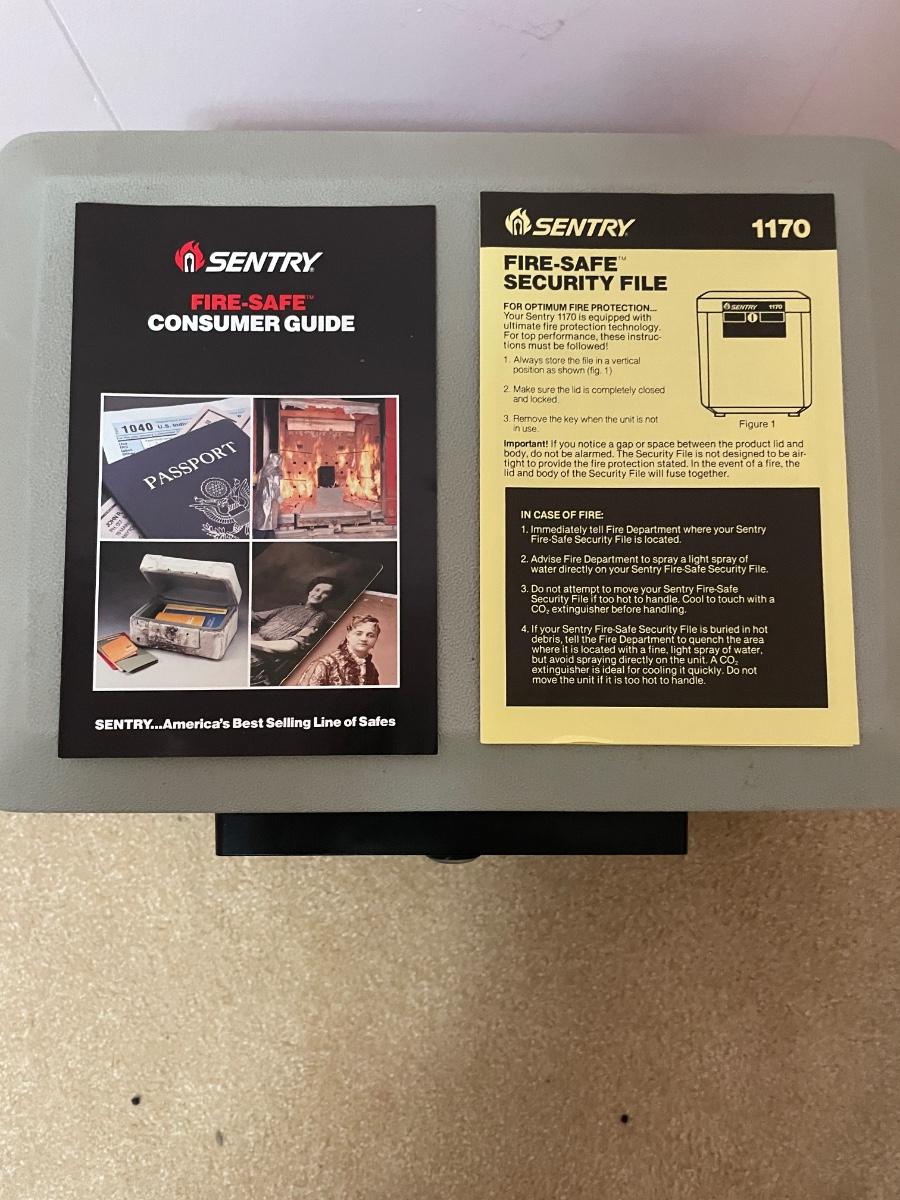 SENTRY
FIRE-SAFE™
CONSUMER GUIDE
1040 U.S. Indi
PASSPORT
SENTRY...America's Best Selling Line of Safes
SENTRY
1170
FIRE-SAFE™
SECURITY FILE
FOR OPTIMUM FIRE PROTECTION...
Your Sentry 1170 is equipped with
ultimate fire protection technology.
For top performance, these instruc-
tions must be followed!
1. Always store the file in a vertical
position as shown (fig. 1)
2. Make sure the lid is completely closed
and locked.
3. Remove the key when the unit is not
in use.
SENTRY 1170
Figure 1
Important! If you notice a gap or space between the product lid and
body, do not be alarmed. The Security File is not designed to be air-
tight to provide the fire protection stated. In the event of a fire, the
lid and body of the Security File will fuse together.
IN CASE OF FIRE:
1. Immediately tell Fire Department where your Sentry
Fire-Safe Security File is located.
2. Advise Fire Department to spray a light spray of
water directly on your Sentry Fire-Safe Security File.
3. Do not attempt to move your Sentry Fire-Safe
Security File if too hot to handle. Cool to touch with a
CO₂ extinguisher before handling.
4. If your Sentry Fire-Safe Security File is buried in hot
debris, tell the Fire Department to quench the area
where it is located with a fine, light spray of water,
but avoid spraying directly on the unit. A CO₂
extinguisher is ideal for cooling it quickly. Do not
move the unit if it is too hot to handle.